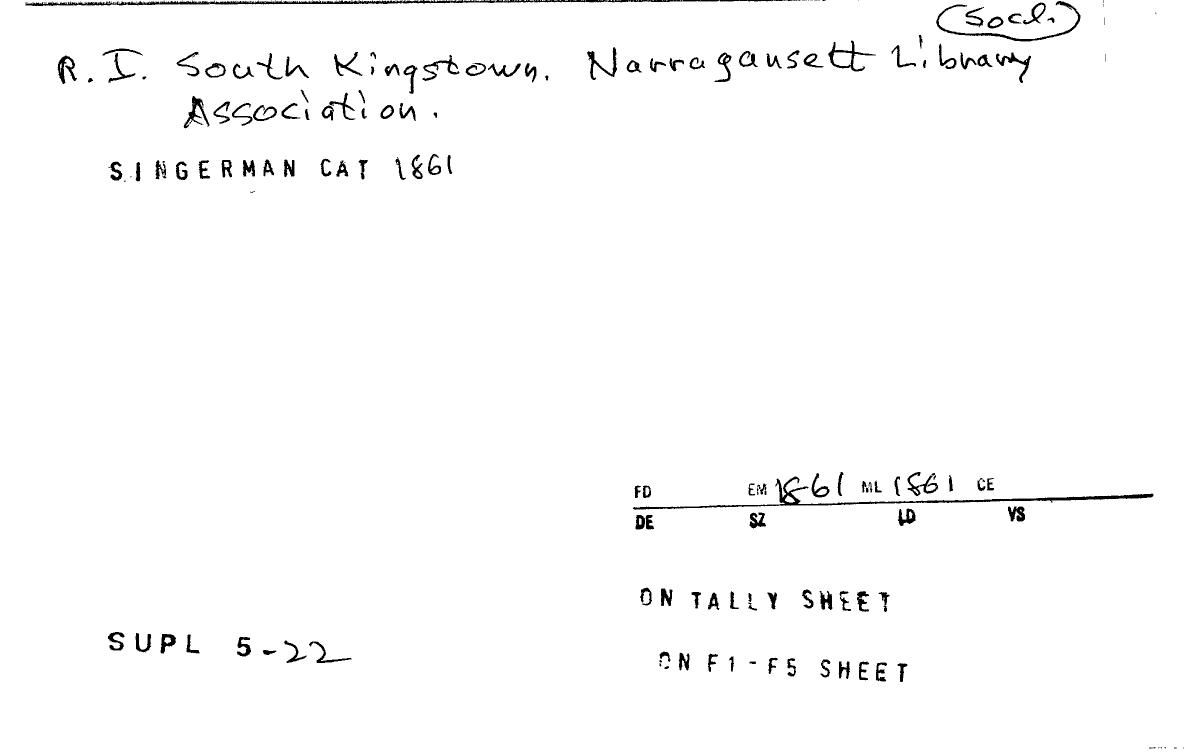 (Socl.)
R. I. South Kingstown. Narragansett Library
Association.
SINGERMAN CAT 1861
FD EM 1861 ML 1861 CE
DE SZ LD VS
ON TALLY SHEET
SUPL 5-22
ON F1-F5 SHEET